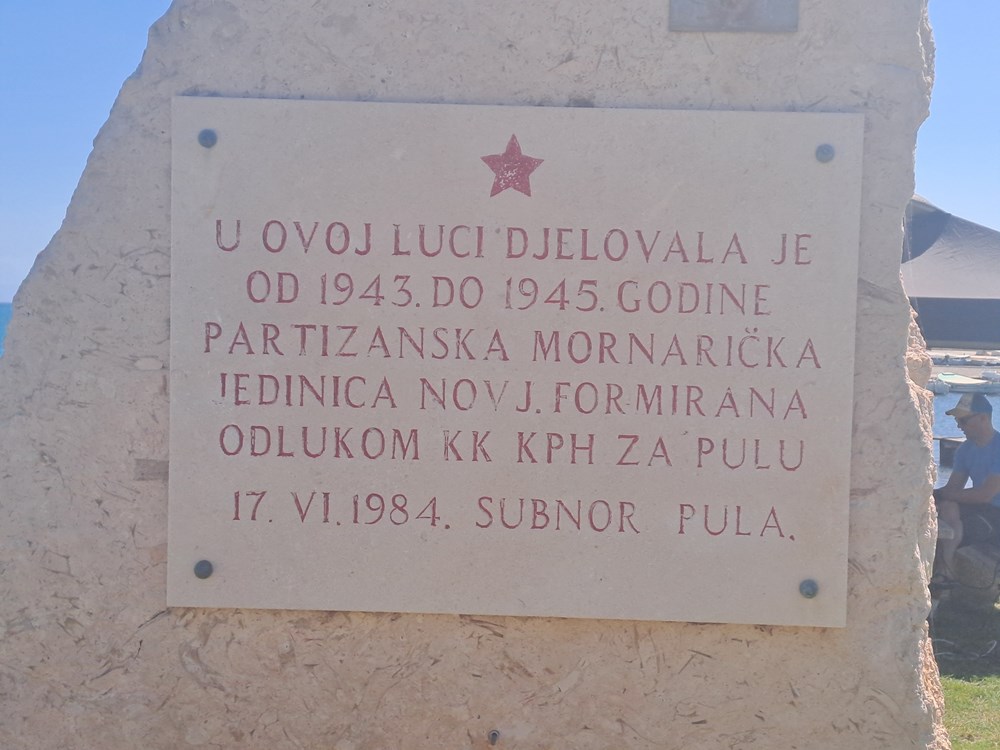 U OVOJ LUCI DJELOVALA JE
OD 1943. DO 1945. GODINE
PARTIZANSKA MORNARIČKA
JEDINICA NOVJ. FORMIRANA
ODLUKOM KK KPH ZA PULU
17. VI. 1984. SUBNOR PULA.